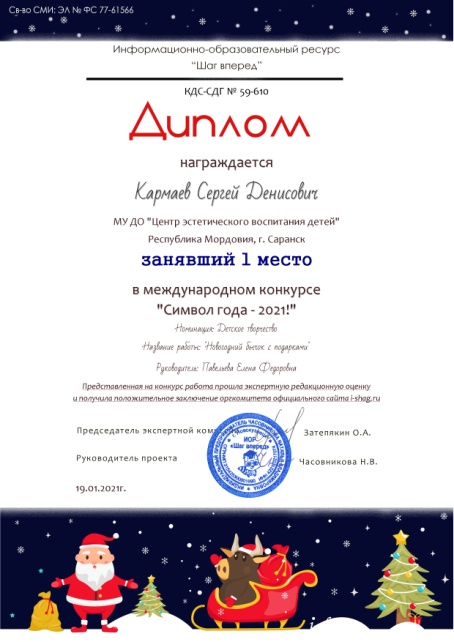 Св-во СМИ: ЭЛ № ФС 77-61566
Информационно-образовательный ресурс
"Шаг вперед"
КДС-СДГ № 59-610
Диплом
награждается
Кармаев Сергей Денисович
МУ ДО "Центр эстетического воспитания детей"
Республика Мордовия, г. Саранск
занявший 1 место
в международном конкурсе
"Символ года - 2021!"
Номинация: Детское творчество
Название работы: "Новогодний бычок с подарками"
Руководитель: Павельева Елена Федоровна
Представленная на конкурс работа прошла экспертную редакционную оценку
и получила положительное заключение оргкомитета официального сайта i-shag.ru
Председатель экспертной ком
Затепякин О.А.
ИОР
«Шаг вперед»
Руководитель проекта
Часовникова Н.В.
19.01.2021г.